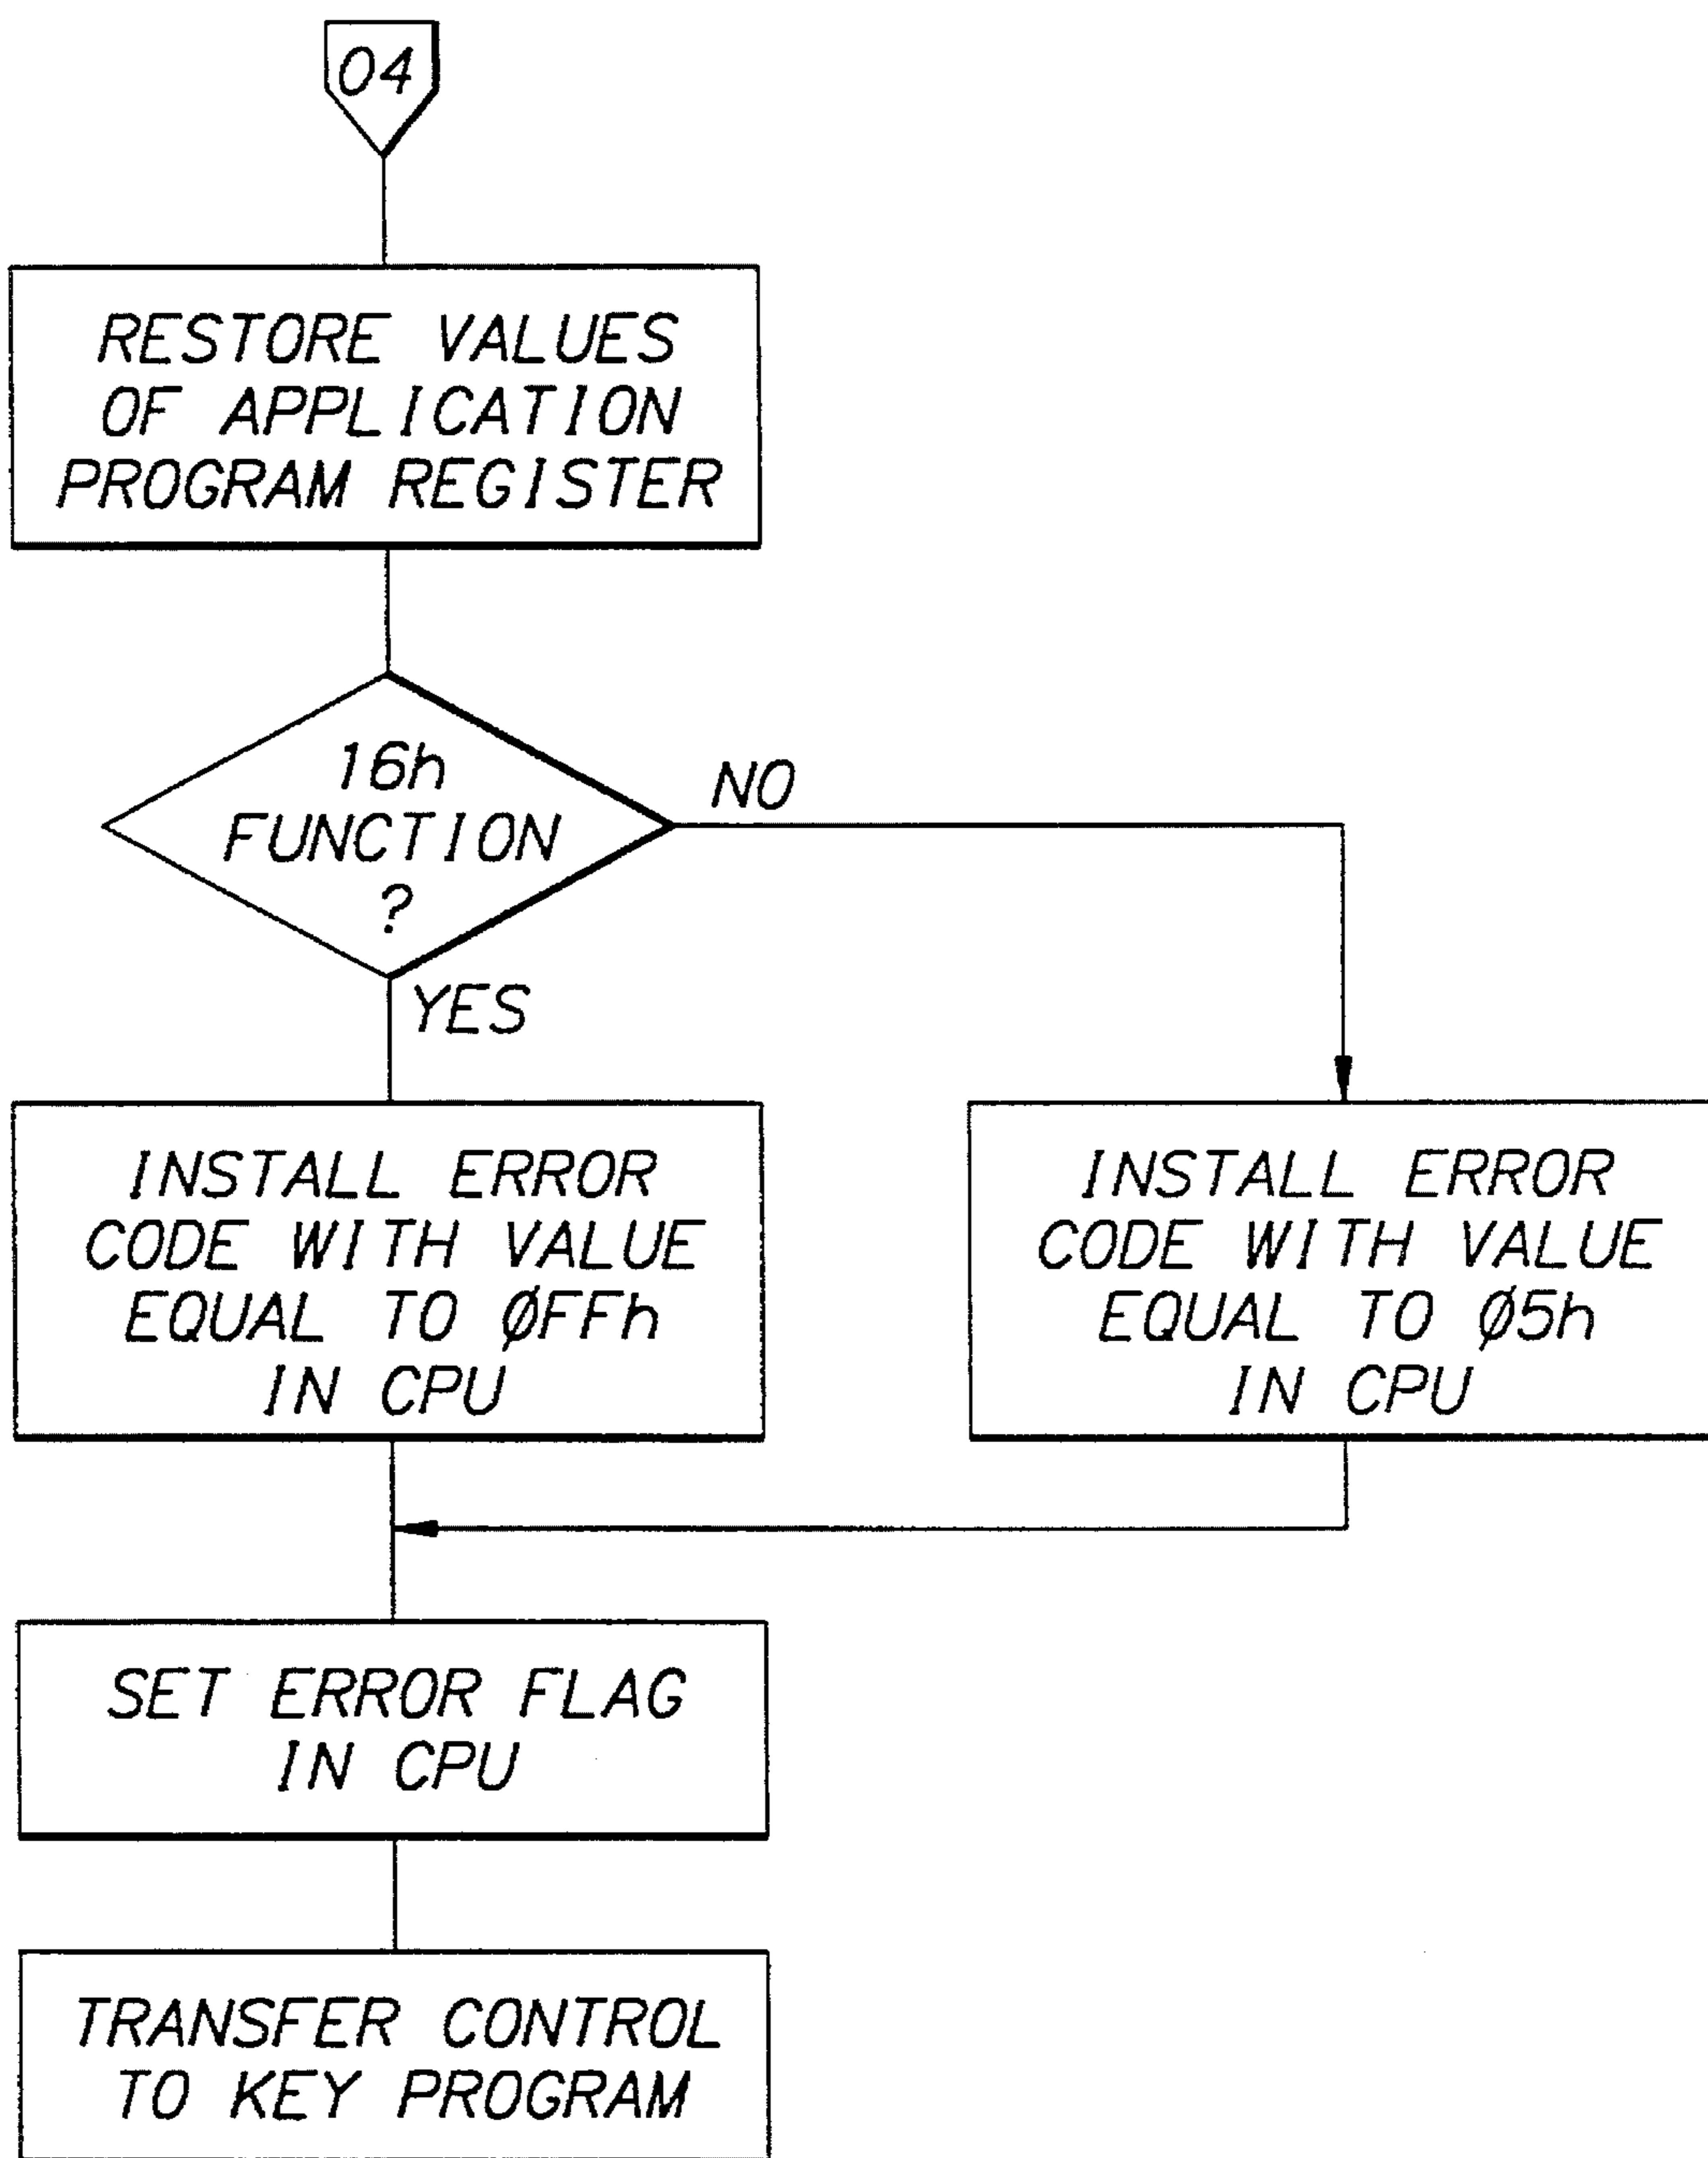 04
RESTORE VALUES
OF APPLICATION
PROGRAM REGISTER
16h
FUNCTION
?
NO
YES
INSTALL ERROR
CODE WITH VALUE
EQUAL TO ØFFh
IN CPU
INSTALL ERROR
CODE WITH VALUE
EQUAL TO Ø5h
IN CPU
SET ERROR FLAG
IN CPU
TRANSFER CONTROL
TO KEY PROGRAM